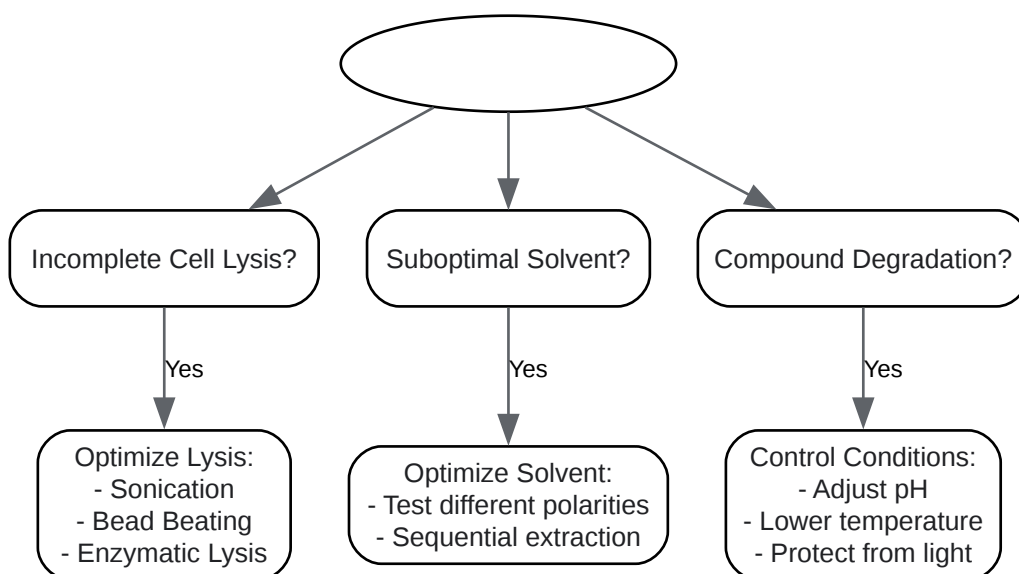 Incomplete Cell Lysis?
Suboptimal Solvent?
Compound Degradation?
Yes
Yes
Yes
Optimize Lysis:
- Sonication
- Bead Beating
- Enzymatic Lysis
Optimize Solvent:
- Test different polarities
- Sequential extraction
Control Conditions:
- Adjust pH
- Lower temperature
- Protect from light